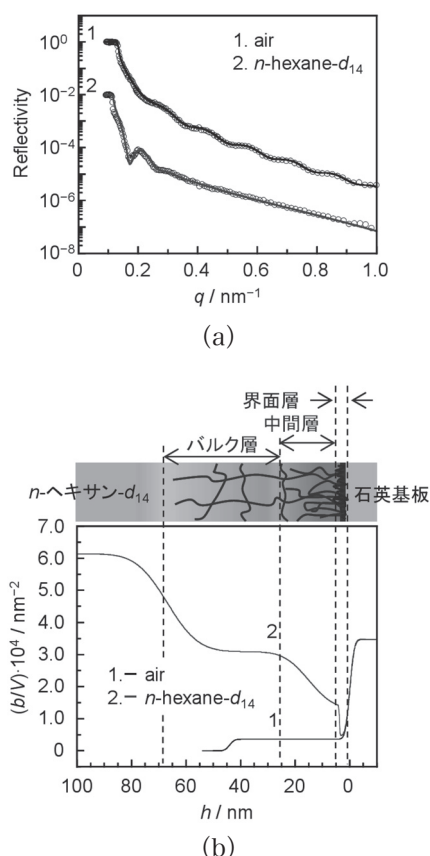 1
2
1. air
2. n-hexane-d14
10⁰
10⁻²
10⁻⁴
10⁻⁶
10⁻⁸
Reflectivity
0
0.2
0.4
0.6
0.8
1.0
q / nm⁻¹
(a)
界面層
中間層
バルク層
n-ヘキサン-d14
石英基板
7.0
6.0
5.0
4.0
3.0
2.0
1.0
0
(b/V)·10⁴ / nm⁻²
2
1
1.− air
2.− n-hexane-d14
100
80
60
40
20
0
h / nm
(b)